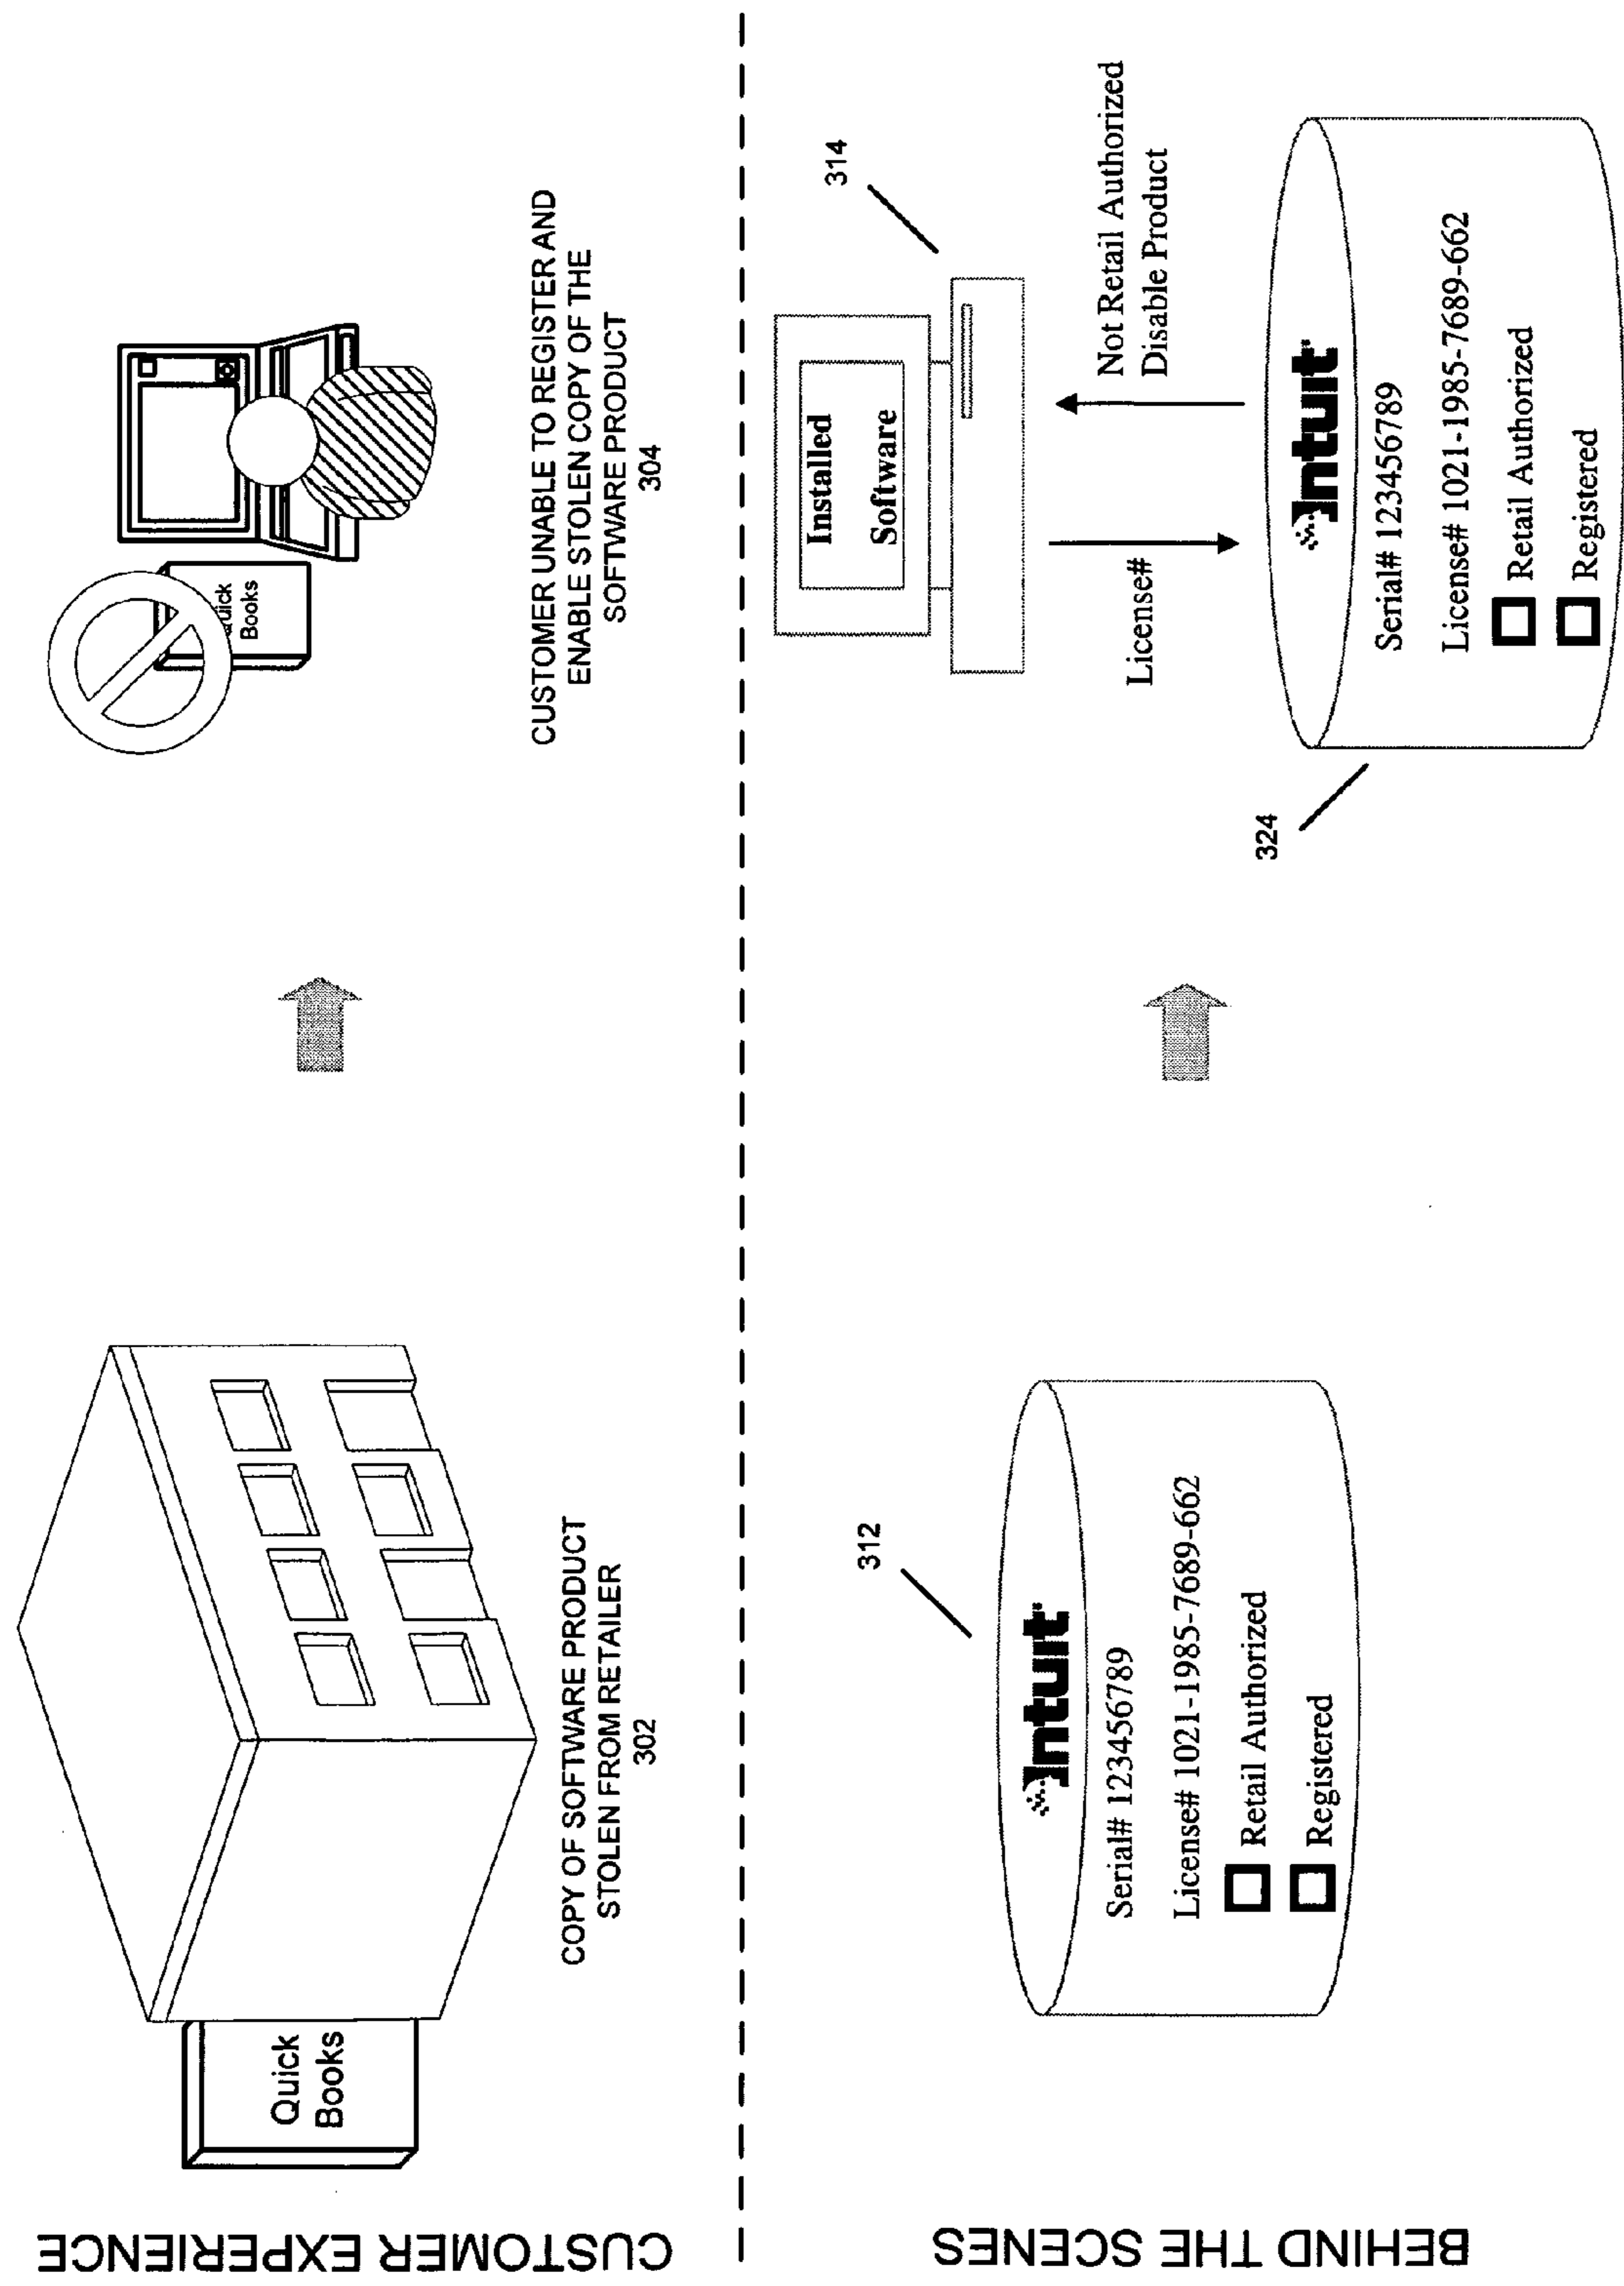 CUSTOMER EXPERIENCE
Quick
Books
COPY OF SOFTWARE PRODUCT
STOLEN FROM RETAILER
302
Quick
Books
CUSTOMER UNABLE TO REGISTER AND
ENABLE STOLEN COPY OF THE
SOFTWARE PRODUCT
304
BEHIND THE SCENES
312
Intuit
Serial# 123456789
License# 1021-1985-7689-662
Retail Authorized
Registered
314
Installed
Software
License#
Not Retail Authorized
Disable Product
324
Intuit
Serial# 123456789
License# 1021-1985-7689-662
Retail Authorized
Registered